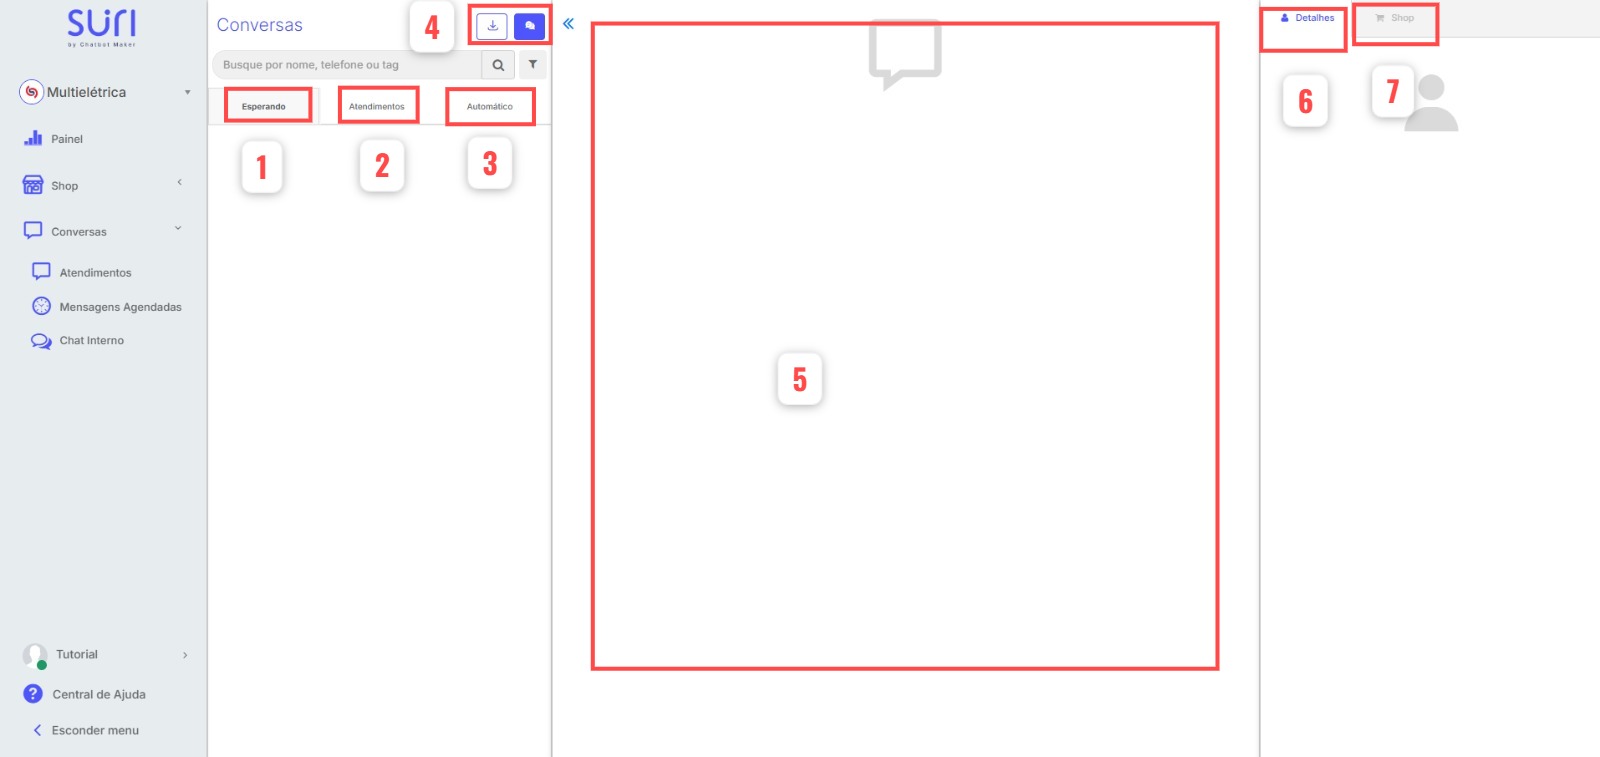 suri
by Chatbot Maker
Multielétrica
Painel
Shop
Conversas
Atendimentos
Mensagens Agendadas
Chat Interno
Tutorial
Central de Ajuda
Esconder menu
Conversas
4
Busque por nome, telefone ou tag
Esperando Atendimentos Automático
1 2 3
5
Detalhes Shop
6 7